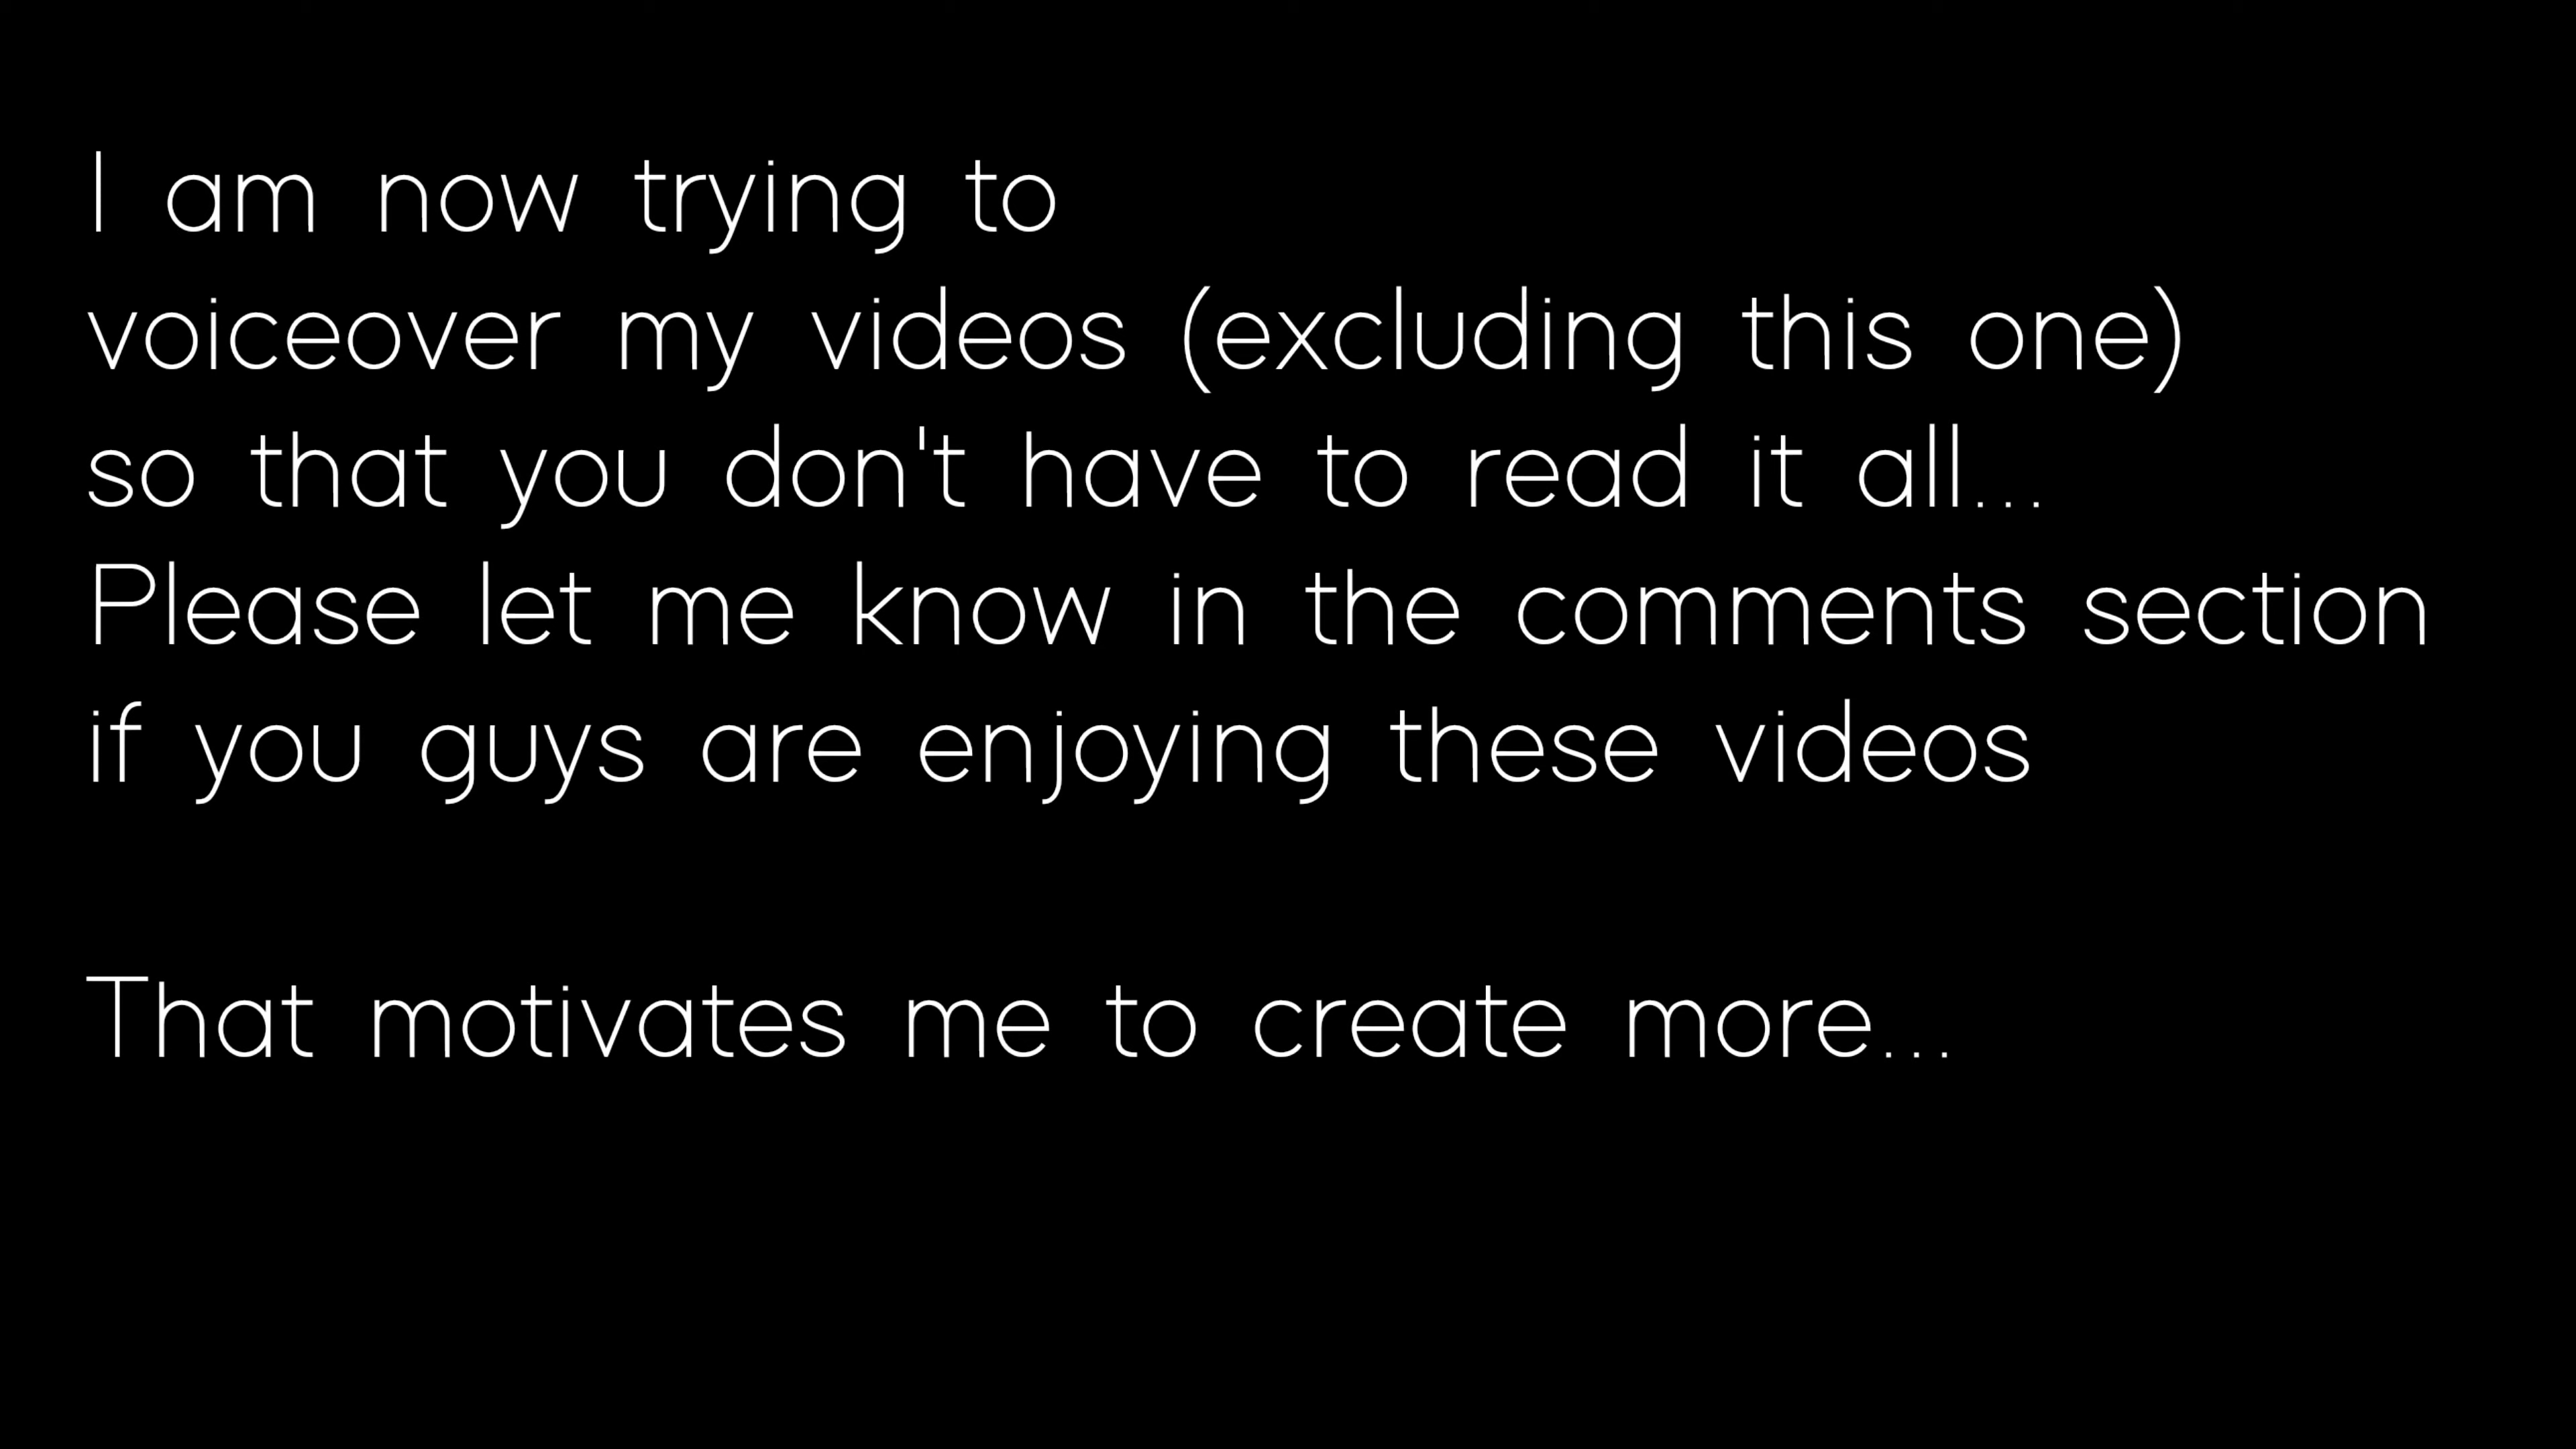 I am now trying to
voiceover my videos (excluding this one)
so that you don't have to read it all...
Please let me know in the comments section
if you guys are enjoying these videos
That motivates me to create more...